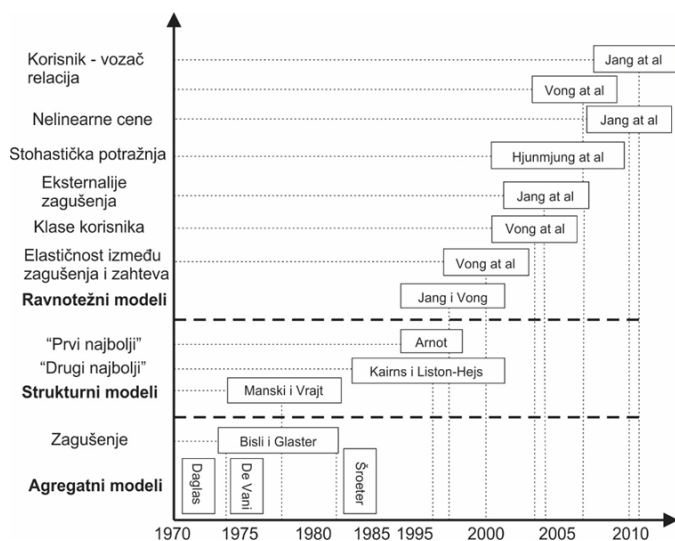 Korisnik - vozač
relacija
Jang at al
Vong at al
Nelinearne cene
Jang at al
Stohastička potražnja
Hjunmjung at al
Eksternalije
zagušenja
Jang at al
Klase korisnika
Vong at al
Elastičnost između
zagušenja i zahteva
Vong at al
Ravnotežni modeli
Jang i Vong
“Prvi najbolji”
Arnot
“Drugi najbolji”
Kairns i Liston-Hejs
Strukturni modeli
Manski i Vrajt
Zagušenje
Bisli i Glaster
Agregatni modeli
Daglas
De Vani
Šroeter
1970 1975 1980 1985 1995 2000 2005 2010